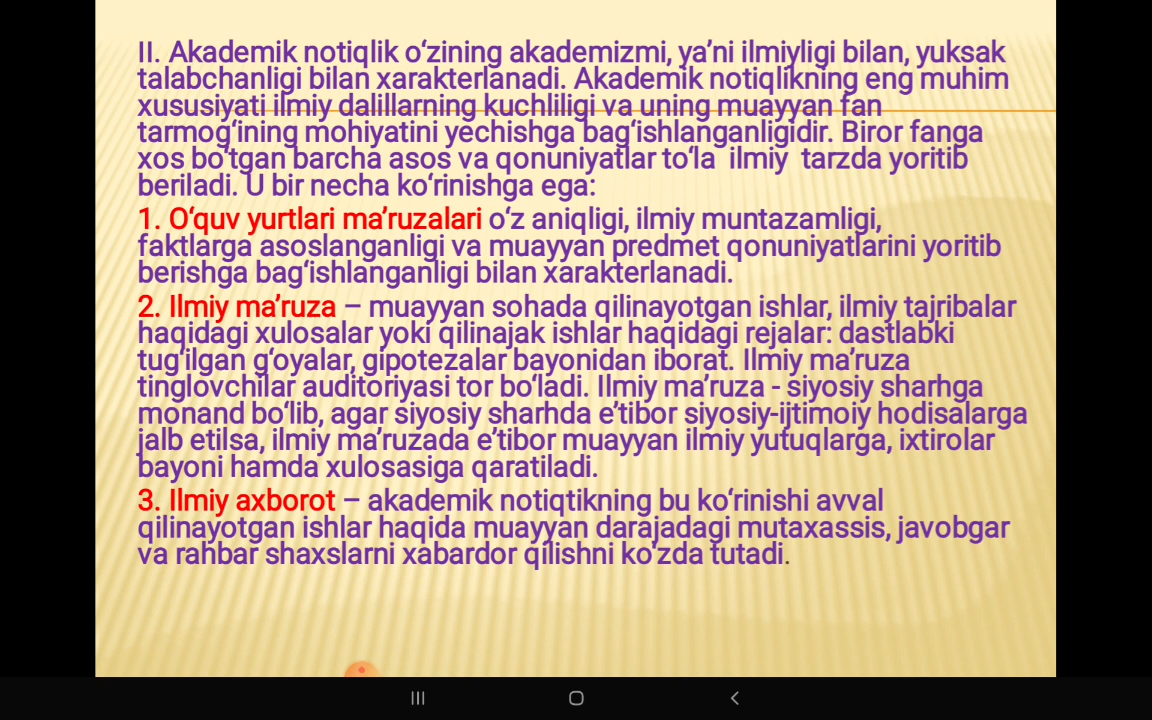 II. Akademik notiqlik o‘zining akademizmi, ya’ni ilmiyligi bilan, yuksak
talabchanligi bilan xarakterlanadi. Akademik notiqlikning eng muhim
xususiyati ilmiy dalillarning kuchliligi va uning muayyan fan
tarmog‘ining mohiyatini yechishga bag‘ishlanganligidir. Biror fanga
xos bo‘tgan barcha asos va qonuniyatlar to‘la ilmiy tarzda yoritib
beriladi. U bir necha ko‘rinishga ega:
1. O‘quv yurtlari ma’ruzalari o‘z aniqligi, ilmiy muntazamligi,
faktlarga asoslanganligi va muayyan predmet qonuniyatlarini yoritib
berishga bag‘ishlanganligi bilan xarakterlanadi.
2. Ilmiy ma’ruza – muayyan sohada qilinayotgan ishlar, ilmiy tajribalar
haqidagi xulosalar yoki qilinajak ishlar haqidagi rejalar: dastlabki
tug‘ilgan g‘oyalar, gipotezalar bayonidan iborat. Ilmiy ma’ruza
tinglovchilar auditoriyasi tor bo‘ladi. Ilmiy ma’ruza - siyosiy sharhga
monand bo‘lib, agar siyosiy sharhda e’tibor siyosiy-ijtimoiy hodisalarga
jalb etilsa, ilmiy ma’ruzada e’tibor muayyan ilmiy yutuqlarga, ixtirolar
bayoni hamda xulosasiga qaratiladi.
3. Ilmiy axborot – akademik notiqtikning bu ko‘rinishi avval
qilinayotgan ishlar haqida muayyan darajadagi mutaxassis, javobgar
va rahbar shaxslarni xabardor qilishni ko‘zda tutadi.